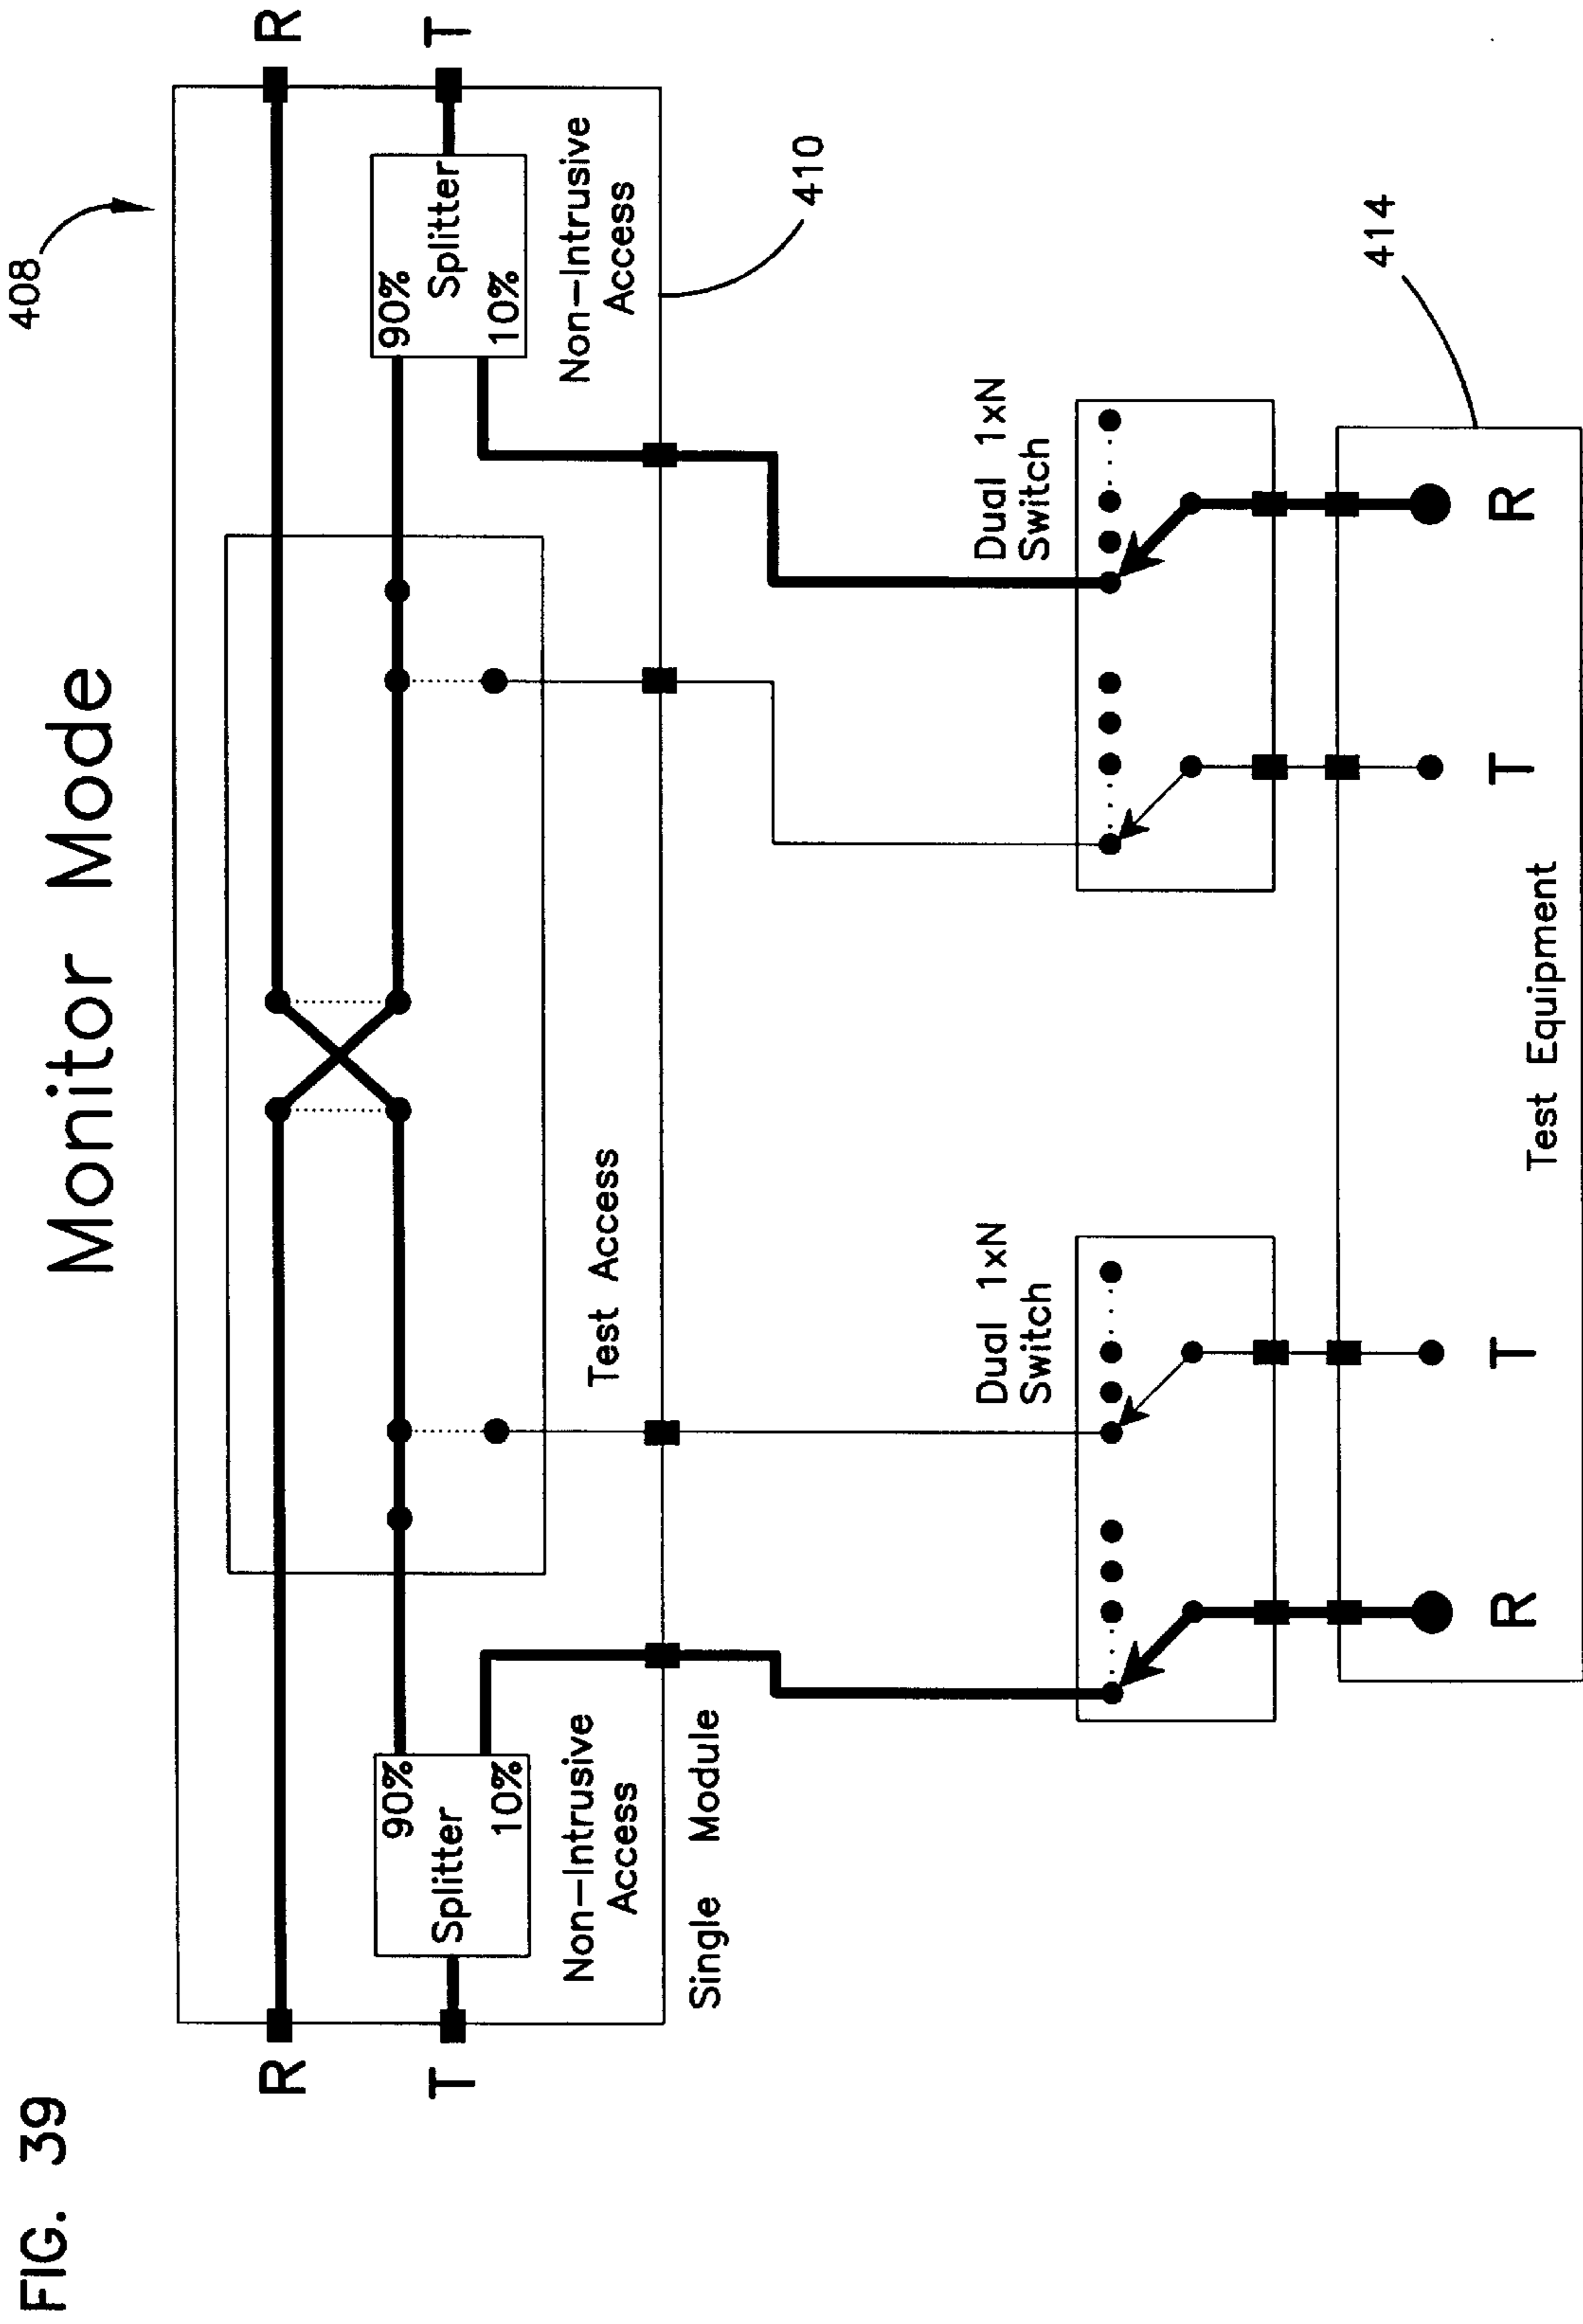 FIG. 39
Monitor Mode
408
R
R
T
T
Splitter
90%
10%
90%
Splitter
10%
Non-Intrusive
Access
Test Access
Non-Intrusive
Access
410
Single Module
Dual 1xN
Switch
Dual 1xN
Switch
414
R
T
T
R
Test Equipment